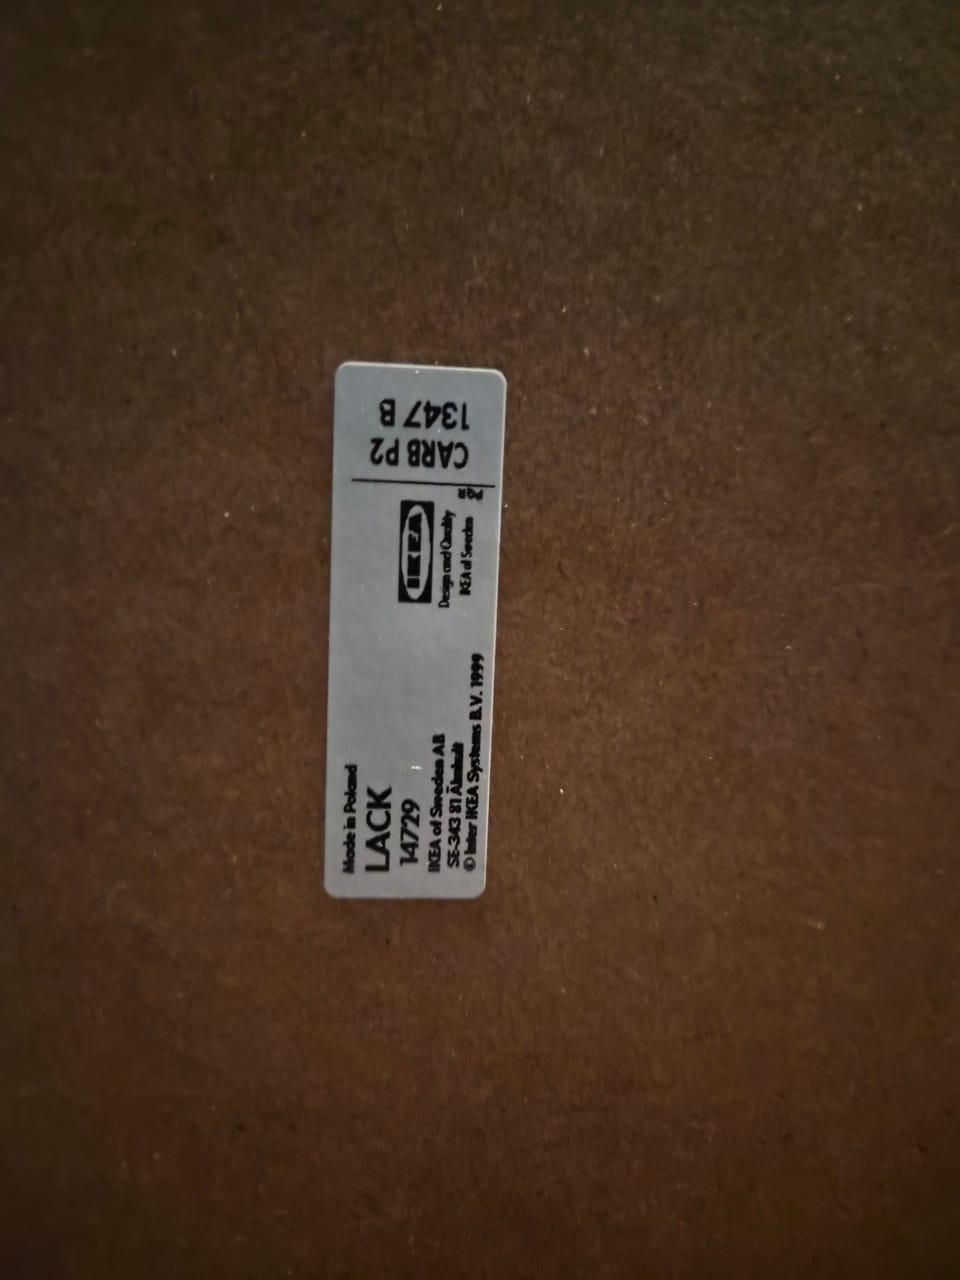 Made in Poland
LACK
14729
IKEA of Sweden AB
SE-343 81 Älmhult
© Inter IKEA Systems B.V. 1999
IKEA
Design and Quality
IKEA of Sweden
CARB P2
1347 B